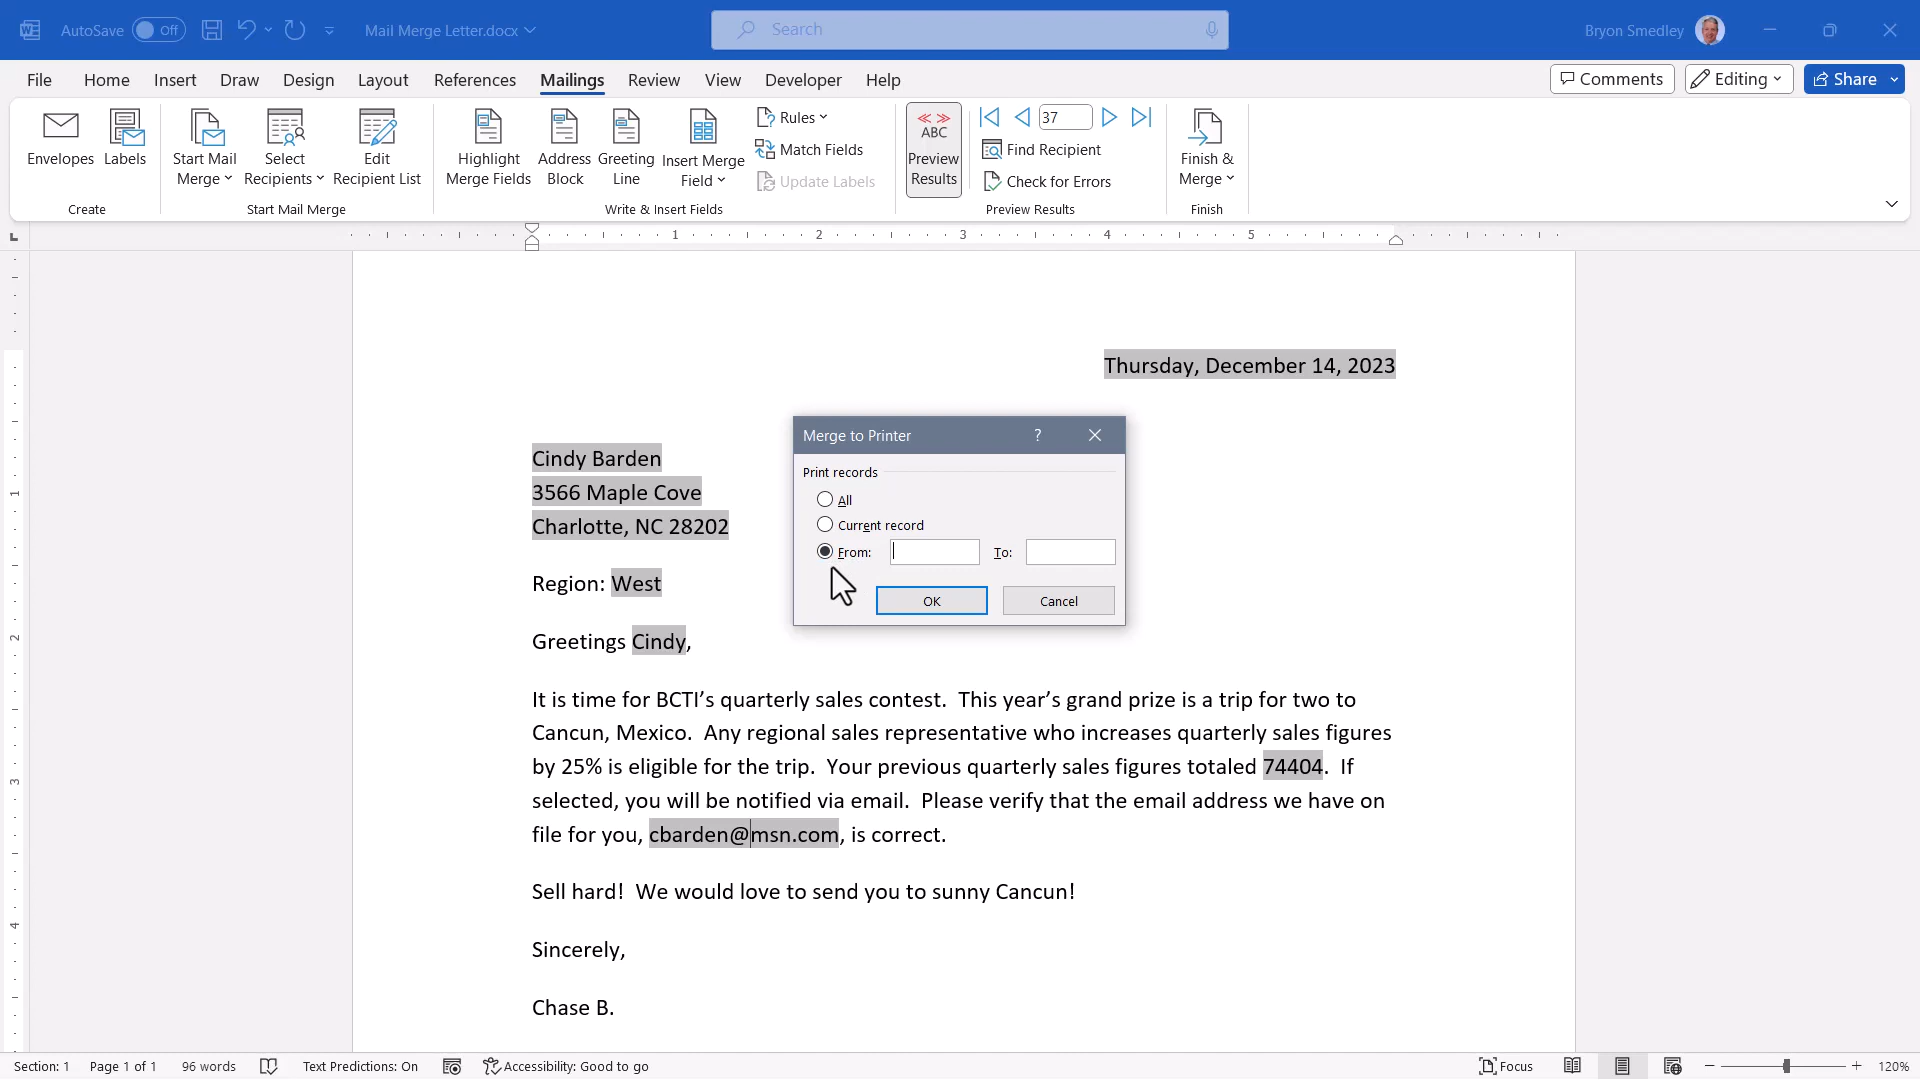 AutoSave Off Mail Merge Letter.docx Search Bryon Smedley
File Home Insert Draw Design Layout References Mailings Review View Developer Help Comments Editing Share
Envelopes
Labels
Create
Start Mail
Merge
Select
Recipients
Edit
Recipient List
Start Mail Merge
Highlight
Merge Fields
Address
Block
Greeting
Line
Insert Merge
Field
Rules
Match Fields
Update Labels
Write & Insert Fields
ABC
Preview
Results
37
Find Recipient
Check for Errors
Preview Results
Finish &
Merge
Finish
1 2 3 4 5
Thursday, December 14, 2023
Cindy Barden
3566 Maple Cove
Charlotte, NC 28202
Region: West
Greetings Cindy,
It is time for BCTI’s quarterly sales contest.  This year’s grand prize is a trip for two to
Cancun, Mexico.  Any regional sales representative who increases quarterly sales figures
by 25% is eligible for the trip.  Your previous quarterly sales figures totaled 74404.  If
selected, you will be notified via email.  Please verify that the email address we have on
file for you, cbarden@msn.com, is correct.
Sell hard!  We would love to send you to sunny Cancun!
Sincerely,
Chase B.
Merge to Printer ?
Print records
All
Current record
From: To:
OK Cancel
1
2
3
4
Section: 1 Page 1 of 1 96 words Text Predictions: On Accessibility: Good to go Focus 120%